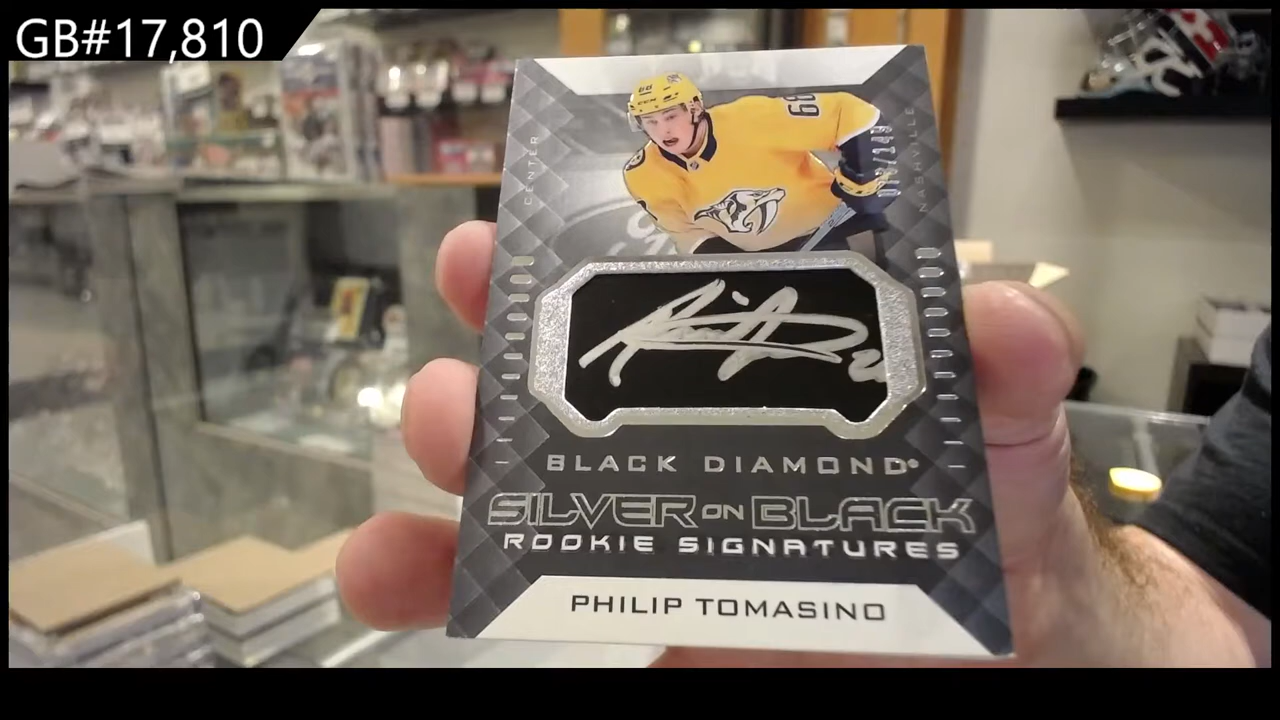 GB#17,810
CENTER
NASHVILLE
BLACK DIAMOND
SILVER ON BLACK
ROOKIE SIGNATURES
PHILIP TOMASINO